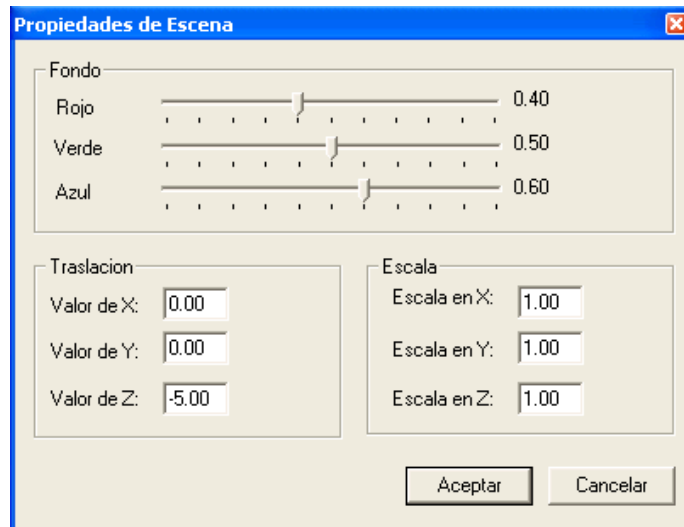 Propiedades de Escena
Fondo
Rojo 0.40
Verde 0.50
Azul 0.60
Traslacion
Valor de X: 0.00
Valor de Y: 0.00
Valor de Z: -5.00
Escala
Escala en X: 1.00
Escala en Y: 1.00
Escala en Z: 1.00
Aceptar Cancelar